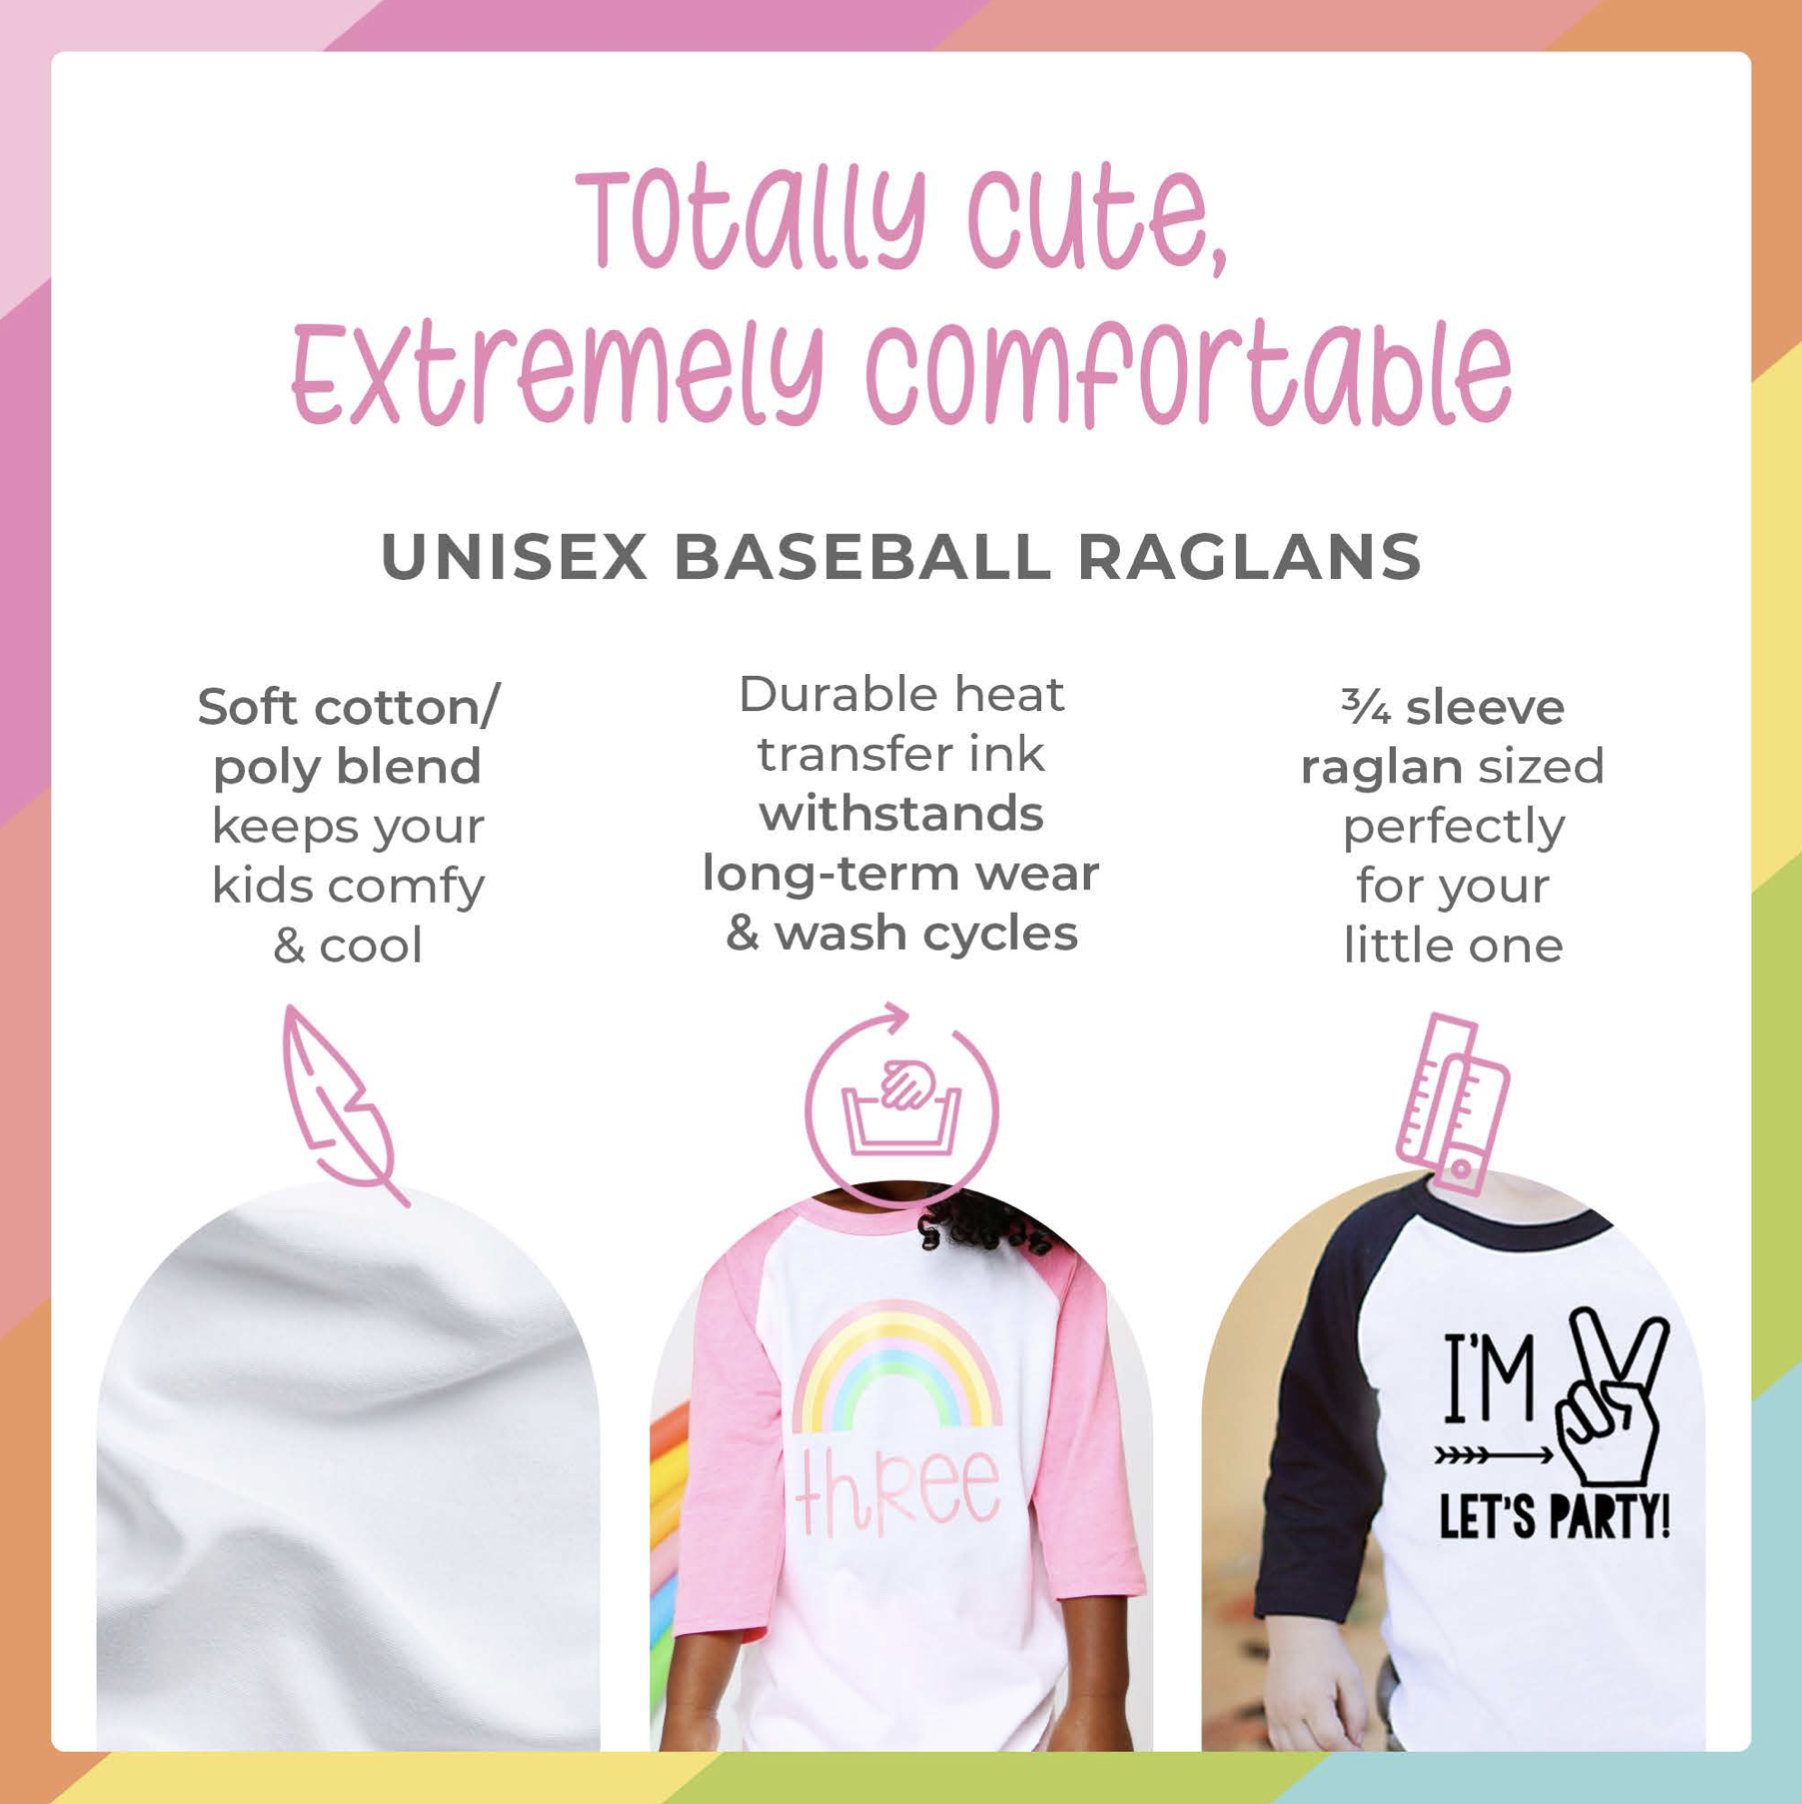 Totally cute,
Extremely comfortable
UNISEX BASEBALL RAGLANS
Soft cotton/
poly blend
keeps your
kids comfy
& cool
Durable heat
transfer ink
withstands
long-term wear
& wash cycles
¾ sleeve
raglan sized
perfectly
for your
little one
three
I'M
LET'S PARTY!